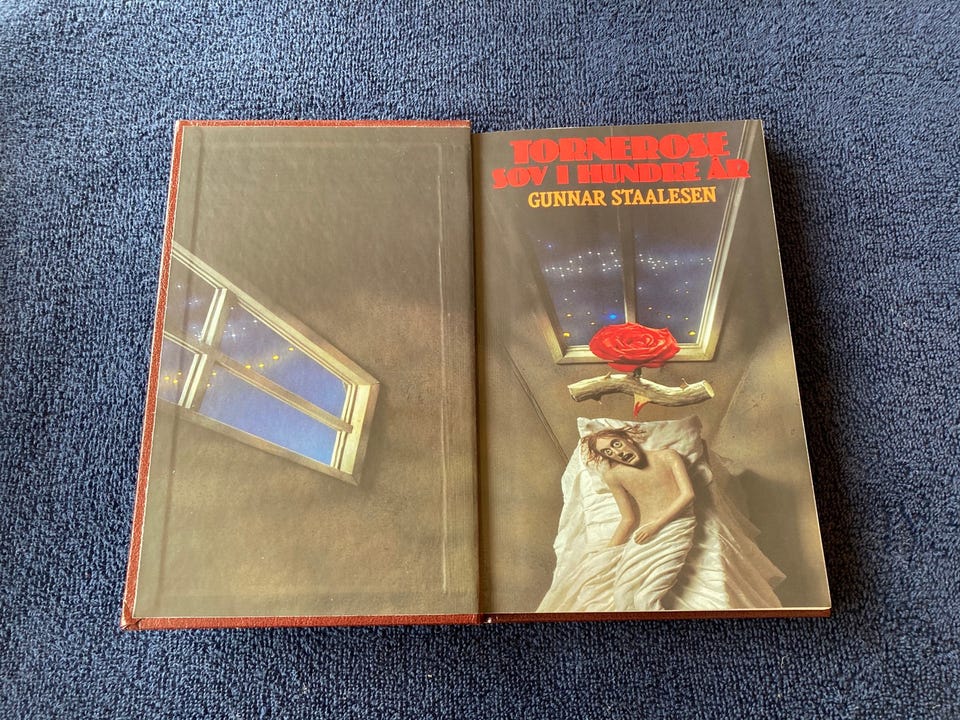 TORNEROSE
SOV I HUNDRE ÅR
GUNNAR STAALESEN